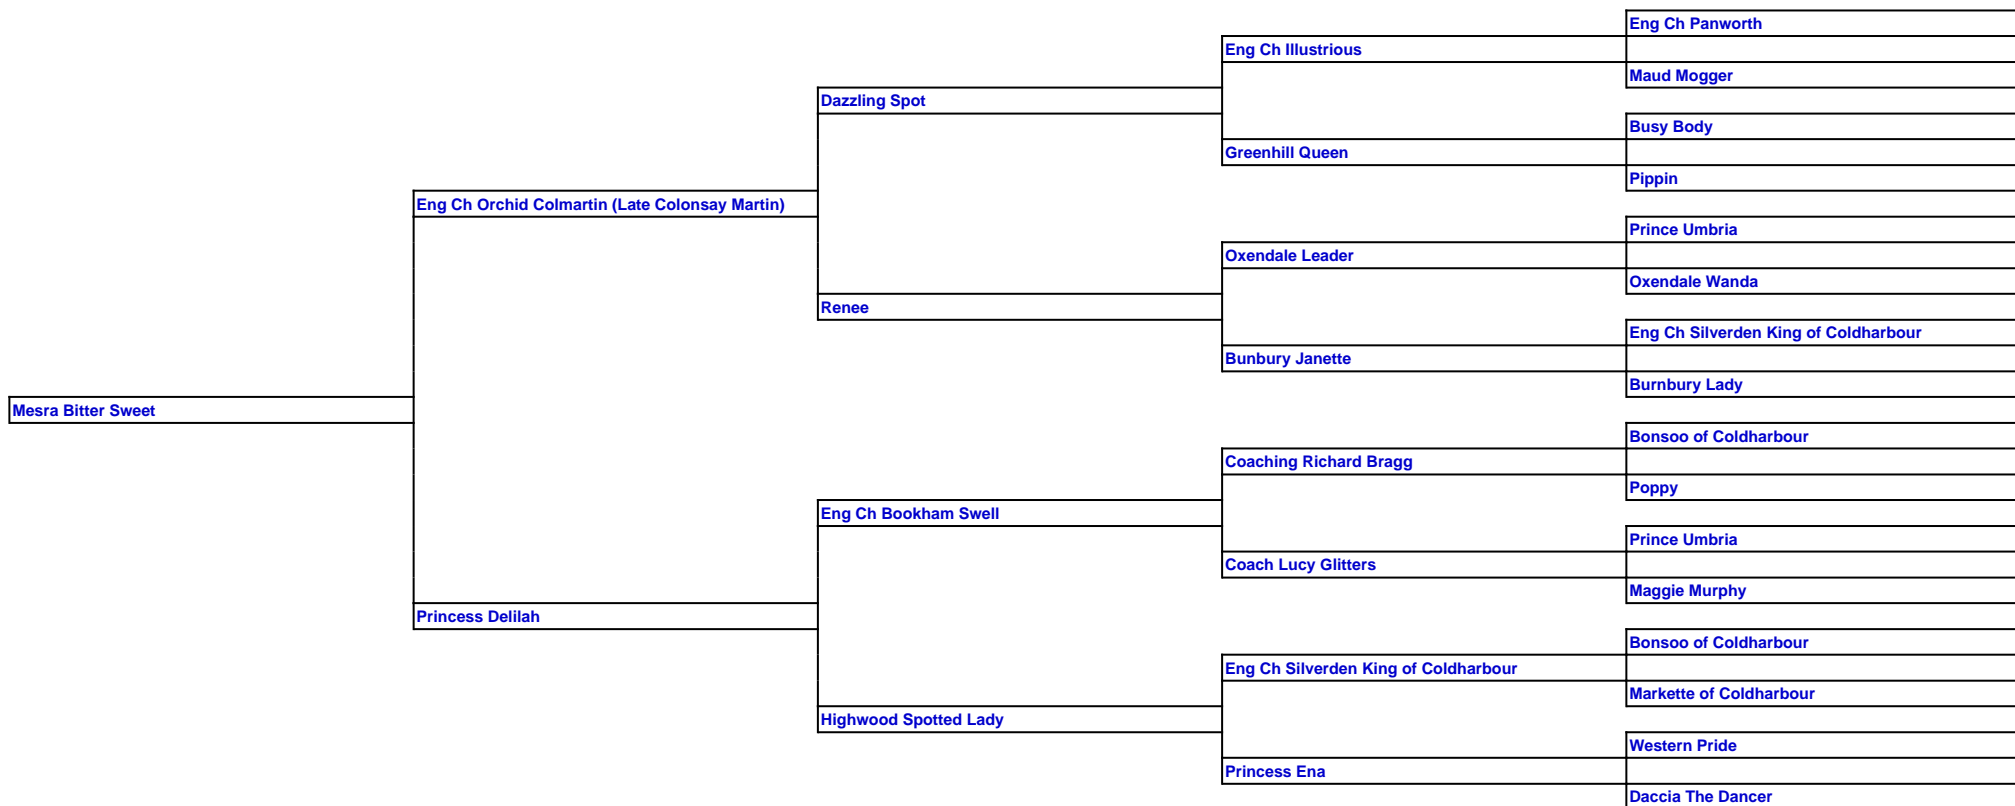 Eng Ch Panworth
Eng Ch Illustrious
Maud Mogger
Dazzling Spot
Busy Body
Greenhill Queen
Pippin
Eng Ch Orchid Colmartin (Late Colonsay Martin)
Prince Umbria
Oxendale Leader
Oxendale Wanda
Renee
Eng Ch Silverden King of Coldharbour
Bunbury Janette
Burnbury Lady
Mesra Bitter Sweet
Bonsoo of Coldharbour
Coaching Richard Bragg
Poppy
Eng Ch Bookham Swell
Prince Umbria
Coach Lucy Glitters
Maggie Murphy
Princess Delilah
Bonsoo of Coldharbour
Eng Ch Silverden King of Coldharbour
Markette of Coldharbour
Highwood Spotted Lady
Western Pride
Princess Ena
Daccia The Dancer